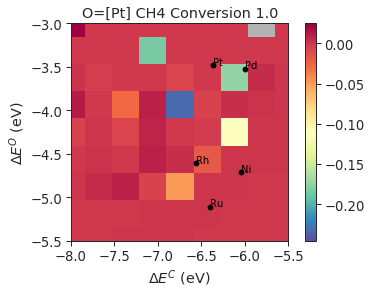 O=[Pt] CH4 Conversion 1.0
−3.0
−3.5
−4.0
−4.5
−5.0
−5.5
ΔE^O (eV)
Pt
Pd
Rh
Ni
Ru
−8.0 −7.5 −7.0 −6.5 −6.0 −5.5
ΔE^C (eV)
0.00
−0.05
−0.10
−0.15
−0.20